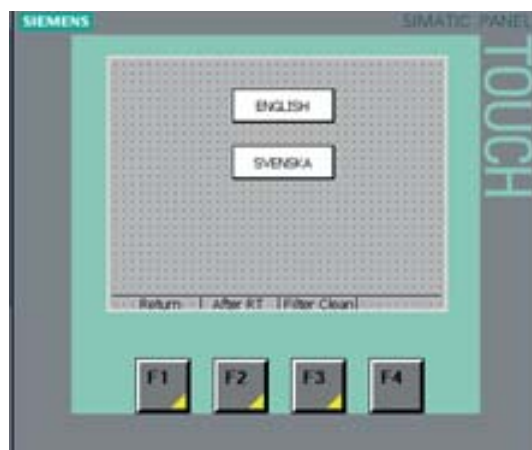 SIEMENS
SIMATIC PANEL
TOUCH
ENGLISH
SVENSKA
Return After RT Filter Clean
F1 F2 F3 F4